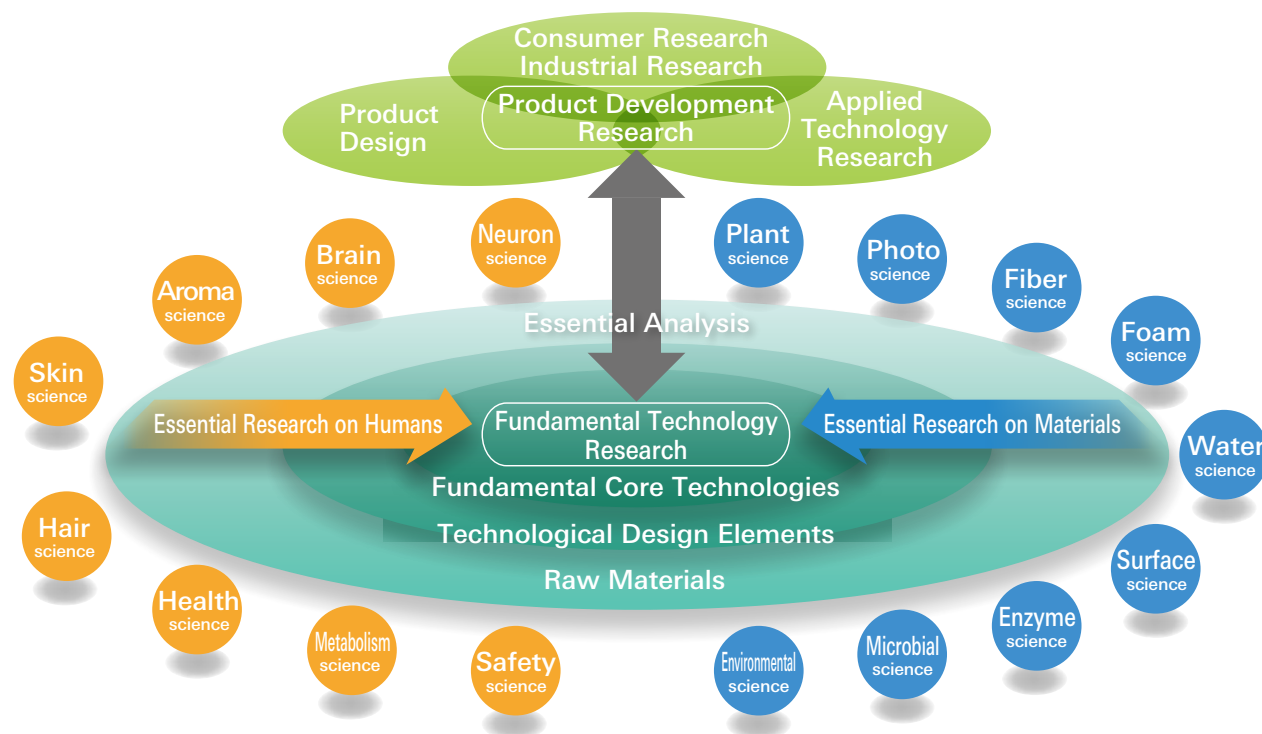 Consumer Research
Industrial Research
Product
Design
Product Development
Research
Applied
Technology
Research
Neuron
science
Plant
science
Brain
science
Photo
science
Aroma
science
Fiber
science
Essential Analysis
Foam
science
Skin
science
Essential Research on Humans
Fundamental Technology
Research
Essential Research on Materials
Water
science
Fundamental Core Technologies
Technological Design Elements
Raw Materials
Hair
science
Surface
science
Health
science
Enzyme
science
Metabolism
science
Microbial
science
Safety
science
Environmental
science